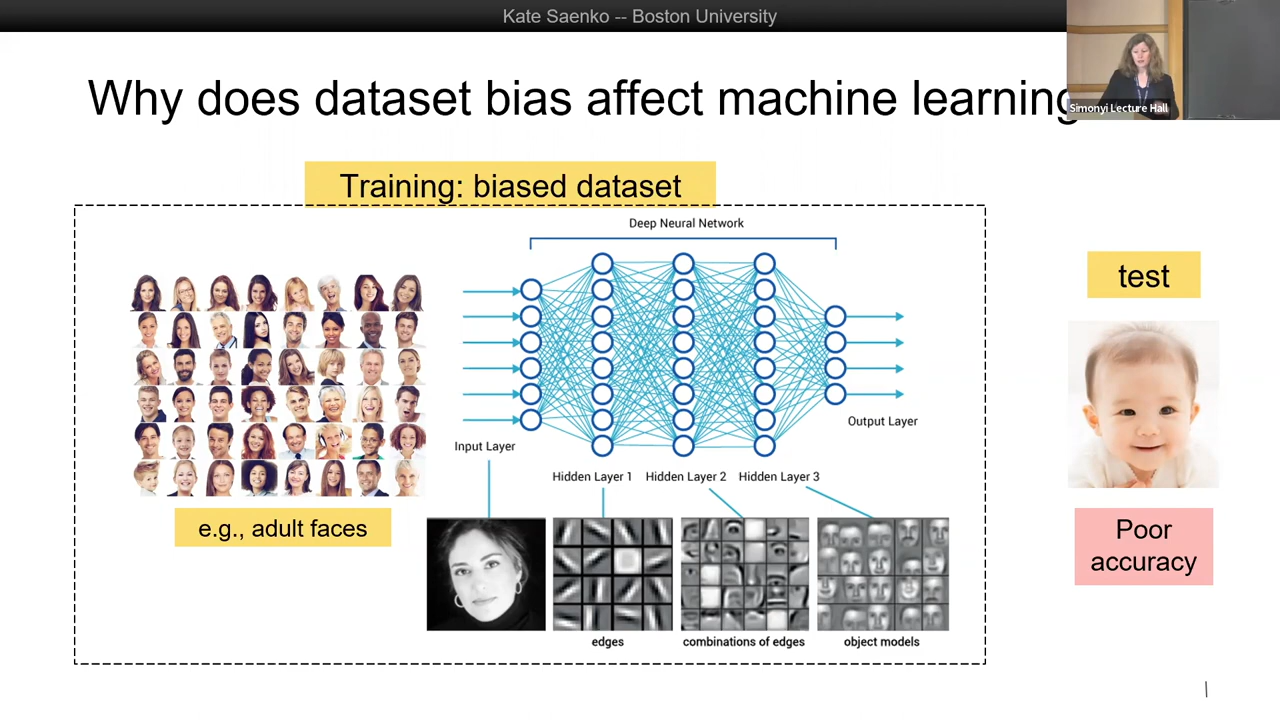 Kate Saenko -- Boston University
Why does dataset bias affect machine learning
Simonyi Lecture Hall
Training: biased dataset
Deep Neural Network
test
Input Layer
Output Layer
Hidden Layer 1
Hidden Layer 2
Hidden Layer 3
e.g., adult faces
Poor
accuracy
edges
combinations of edges
object models